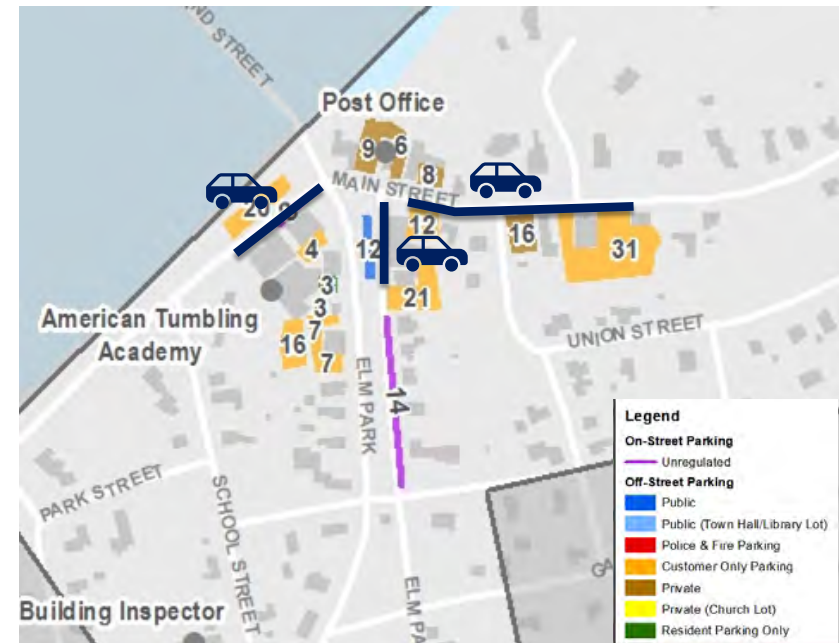 ND STREET
Post Office
9
6
8
MAIN STREET
20
12
12
16
31
4
3
3
21
American Tumbling
Academy
7
16
7
UNION STREET
ELM PARK
14
PARK STREET
SCHOOL STREET
Building Inspector
ELM PA
GA
Legend
On-Street Parking
Unregulated
Off-Street Parking
Public
Public (Town Hall/Library Lot)
Police & Fire Parking
Customer Only Parking
Private
Private (Church Lot)
Resident Parking Only